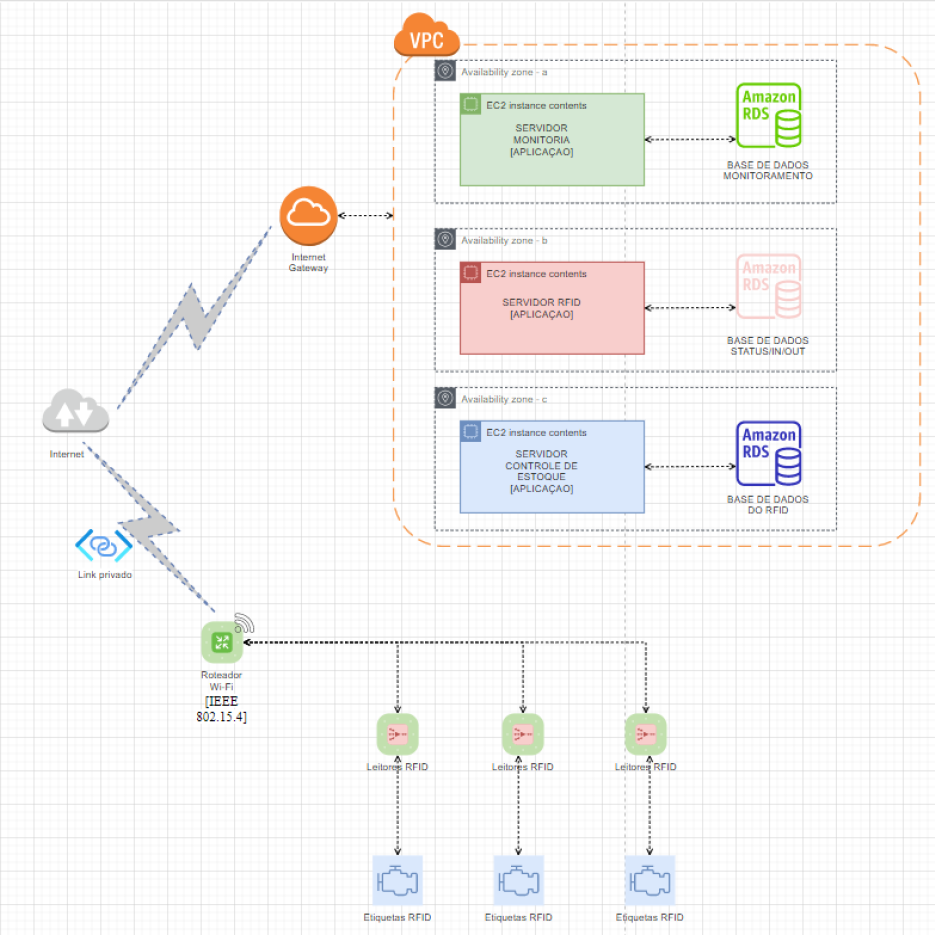 VPC
Availability zone - a
EC2 instance contents
SERVIDOR
MONITORIA
[APLICAÇAO]
Amazon
RDS
BASE DE DADOS
MONITORAMENTO
Internet
Gateway
Availability zone - b
EC2 instance contents
SERVIDOR RFID
[APLICAÇAO]
Amazon
RDS
BASE DE DADOS
STATUS/IN/OUT
Availability zone - c
EC2 instance contents
SERVIDOR
CONTROLE DE
ESTOQUE
[APLICAÇAO]
Amazon
RDS
BASE DE DADOS
DO RFID
Internet
Link privado
Roteador
Wi-Fi
[IEEE
802.15.4]
Leitores RFID
Leitores RFID
Leitores RFID
Etiquetas RFID
Etiquetas RFID
Etiquetas RFID